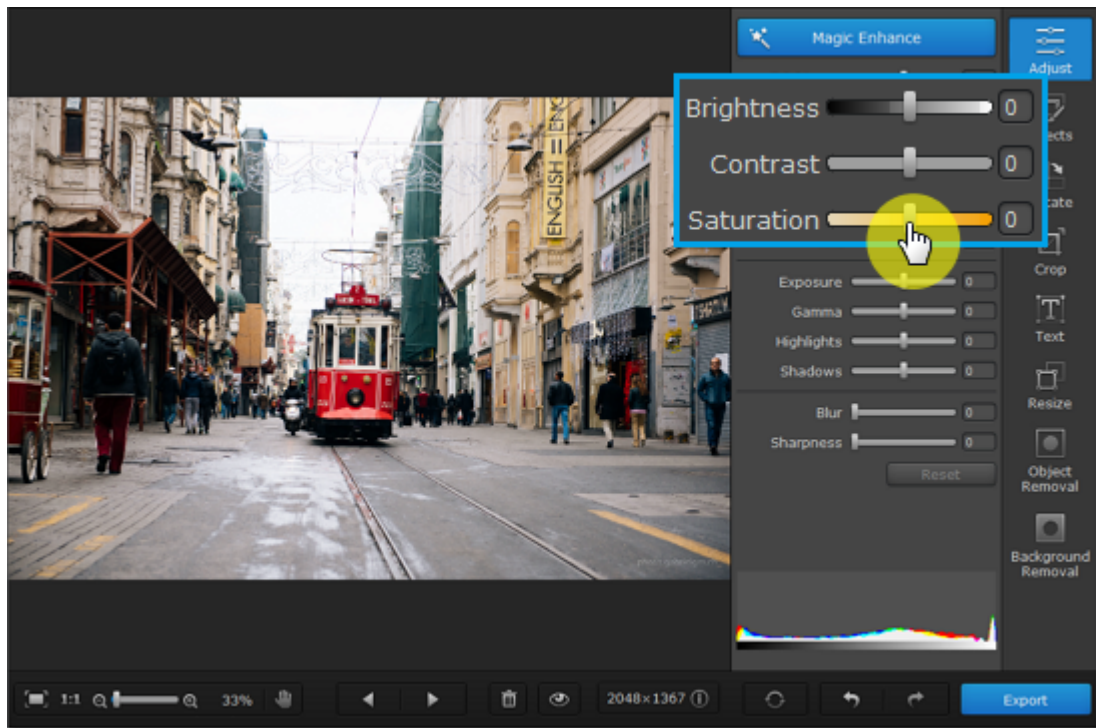 Magic Enhance
Adjust
Brightness 0
Contrast 0
Saturation 0
Exposure 0
Gamma 0
Highlights 0
Shadows 0
Blur 0
Sharpness 0
Reset
Crop
Text
Resize
Object
Removal
Background
Removal
ENGLISH
1:1 33% 2048×1367 Export